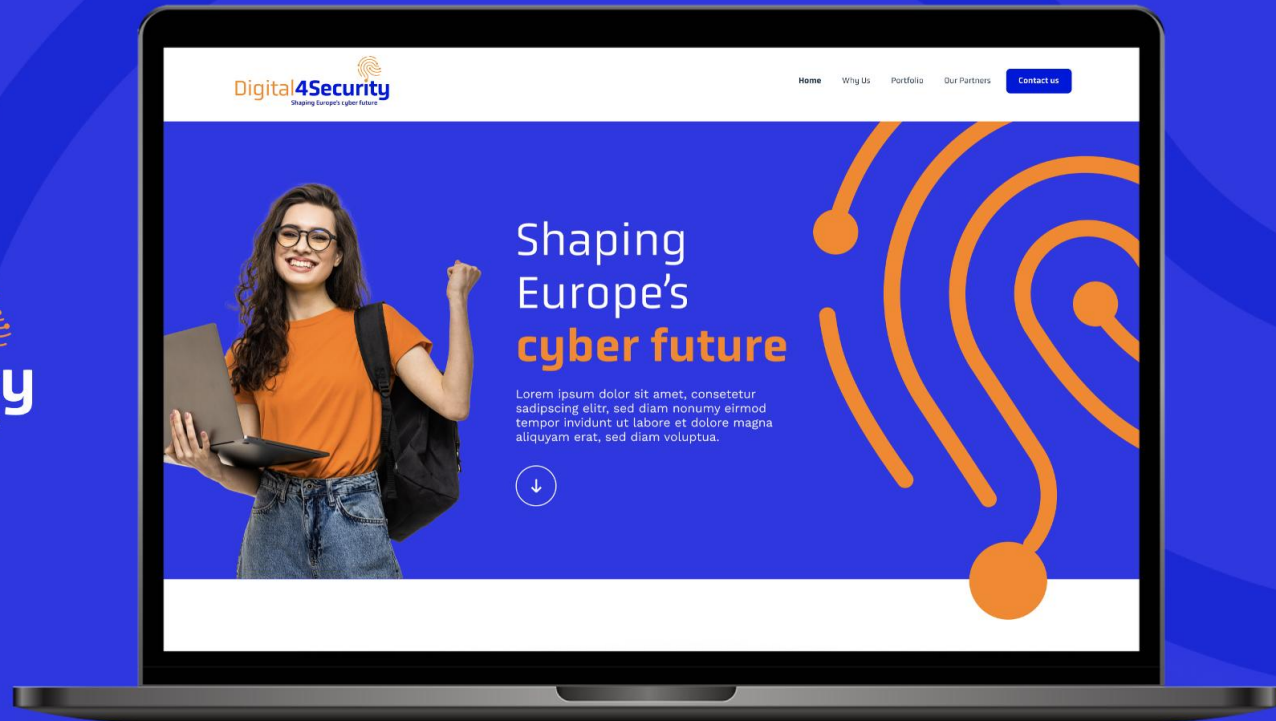 y
Digital4Security
Shaping Europe's cyber future
Home Why Us Portfolio Our Partners Contact us
Shaping
Europe's
cyber future
Lorem ipsum dolor sit amet, consetetur
sadipscing elitr, sed diam nonumy eirmod
tempor invidunt ut labore et dolore magna
aliquyam erat, sed diam voluptua.